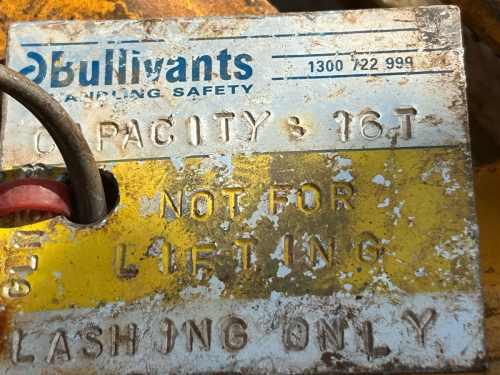 Bullivants
1300 722 999
HANDLING SAFETY
CAPACITY : 16T
NOT FOR
LIFTING
LASHING ONLY